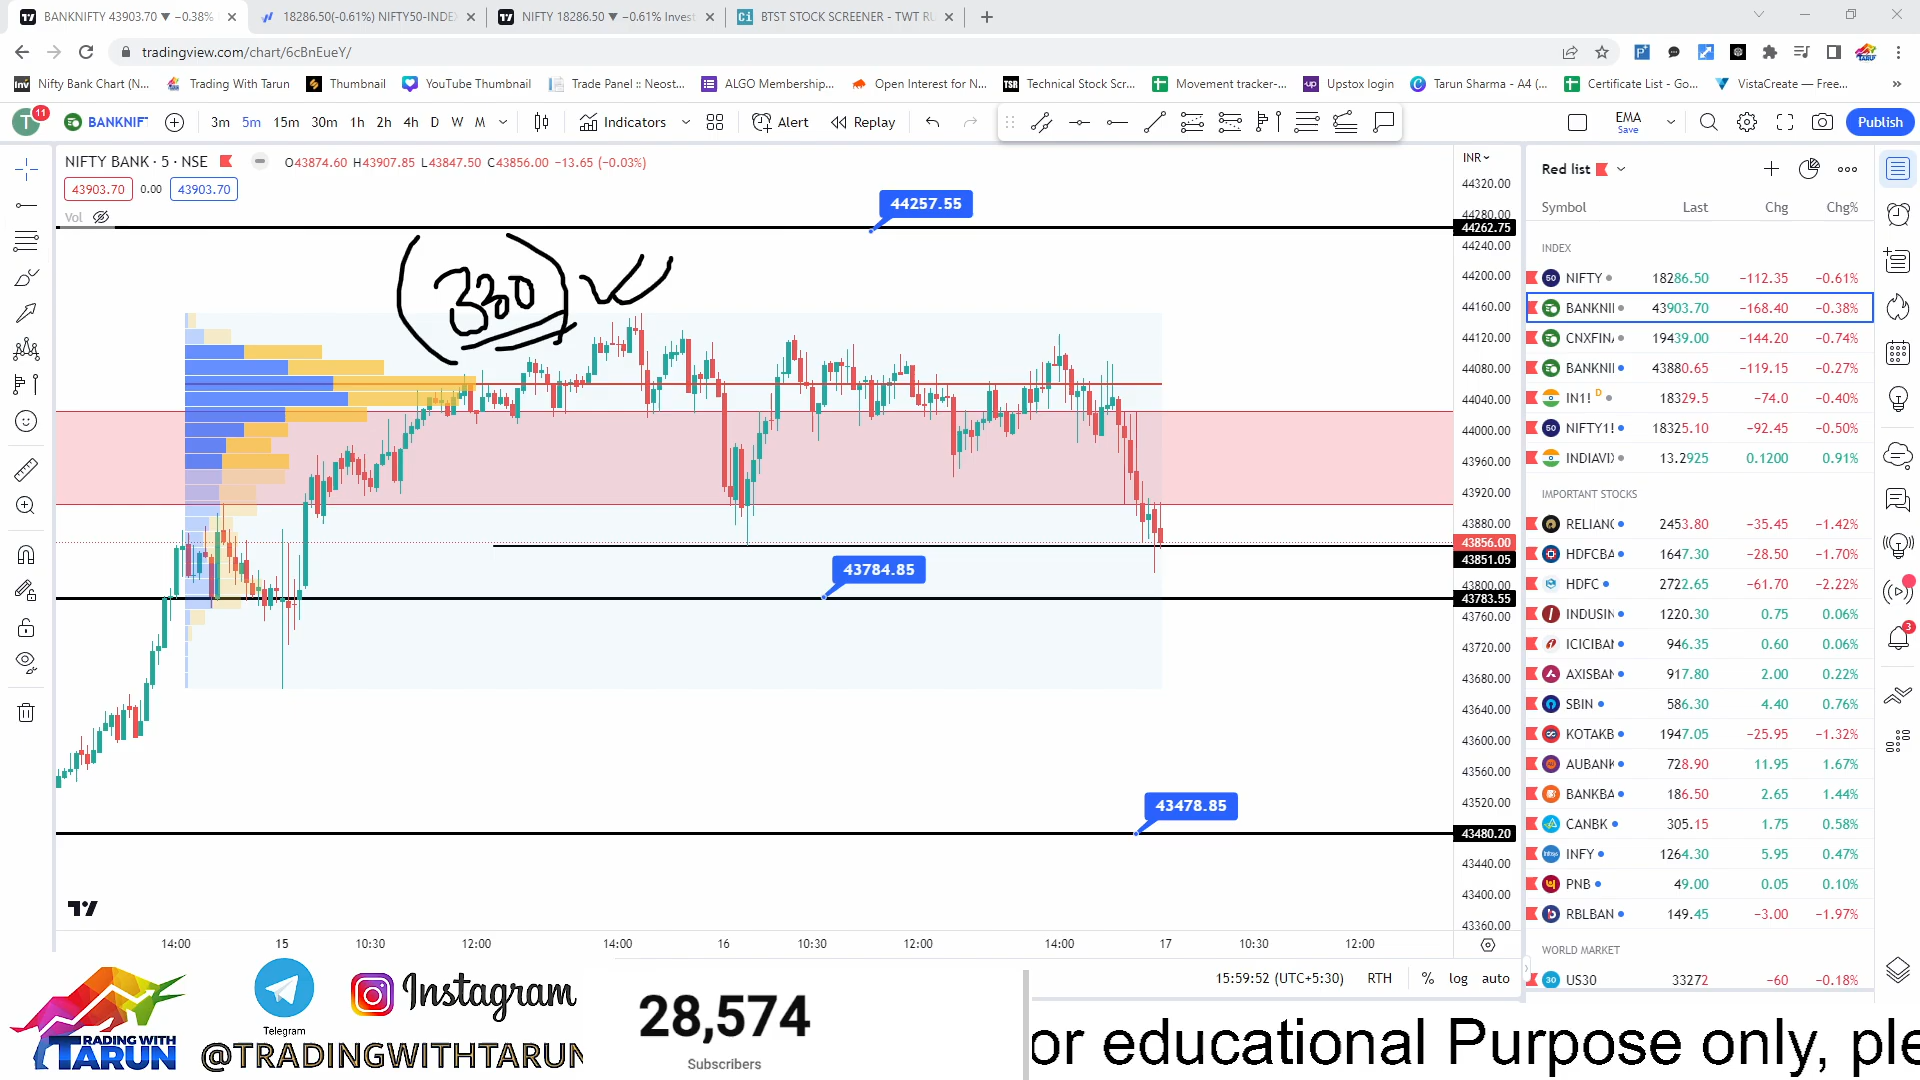 BANKNIFTY 43903.70 ▼ −0.38%
18286.50(-0.61%) NIFTY50-INDE
NIFTY 18286.50 ▼ −0.61% Invest
BTST STOCK SCREENER - TWT RU
tradingview.com/chart/6cBnEueY/
Nifty Bank Chart (N...
Trading With Tarun
Thumbnail
YouTube Thumbnail
Trade Panel :: Neost...
ALGO Membership...
Open Interest for N...
Technical Stock Scr...
Movement tracker-...
Upstox login
Tarun Sharma - A4 (...
Certificate List - Go...
VistaCreate — Free...
T 11 BANKNIF 3m 5m 15m 30m 1h 2h 4h D W M Indicators Alert Replay EMA Save Publish
NIFTY BANK · 5 · NSE O43874.60 H43907.85 L43847.50 C43856.00 −13.65 (−0.03%)
43903.70 0.00 43903.70
Vol
44257.55
330
43784.85
43478.85
INR
44320.00
44280.00
44262.75
44240.00
44200.00
44160.00
44120.00
44080.00
44040.00
44000.00
43960.00
43920.00
43880.00
43856.00
43851.05
43800.00
43783.55
43760.00
43720.00
43680.00
43640.00
43600.00
43560.00
43520.00
43480.20
43440.00
43400.00
43360.00
14:00 15 10:30 12:00 14:00 16 10:30 12:00 14:00 17 10:30 12:00
15:59:52 (UTC+5:30) RTH % log auto
Red list
Symbol Last Chg Chg%
INDEX
NIFTY 18286.50 −112.35 −0.61%
BANKNI 43903.70 −168.40 −0.38%
CNXFIN 19439.00 −144.20 −0.74%
BANKNI 43880.65 −119.15 −0.27%
IN1! D 18329.5 −74.0 −0.40%
NIFTY1! 18325.10 −92.45 −0.50%
INDIAVI 13.2925 0.1200 0.91%
IMPORTANT STOCKS
RELIANC 2453.80 −35.45 −1.42%
HDFCBA 1647.30 −28.50 −1.70%
HDFC 2722.65 −61.70 −2.22%
INDUSIN 1220.30 0.75 0.06%
ICICIBAN 946.35 0.60 0.06%
AXISBAN 917.80 2.00 0.22%
SBIN 586.30 4.40 0.76%
KOTAKB 1947.05 −25.95 −1.32%
AUBANK 728.90 11.95 1.67%
BANKBA 186.50 2.65 1.44%
CANBK 305.15 1.75 0.58%
INFY 1264.30 5.95 0.47%
PNB 49.00 0.05 0.10%
RBLBAN 149.45 −3.00 −1.97%
WORLD MARKET
US30 33272 −60 −0.18%
3
TRADING WITH
TARUN
Telegram
Instagram
@TRADINGWITHTARUN
28,574
Subscribers
or educational Purpose only, ple